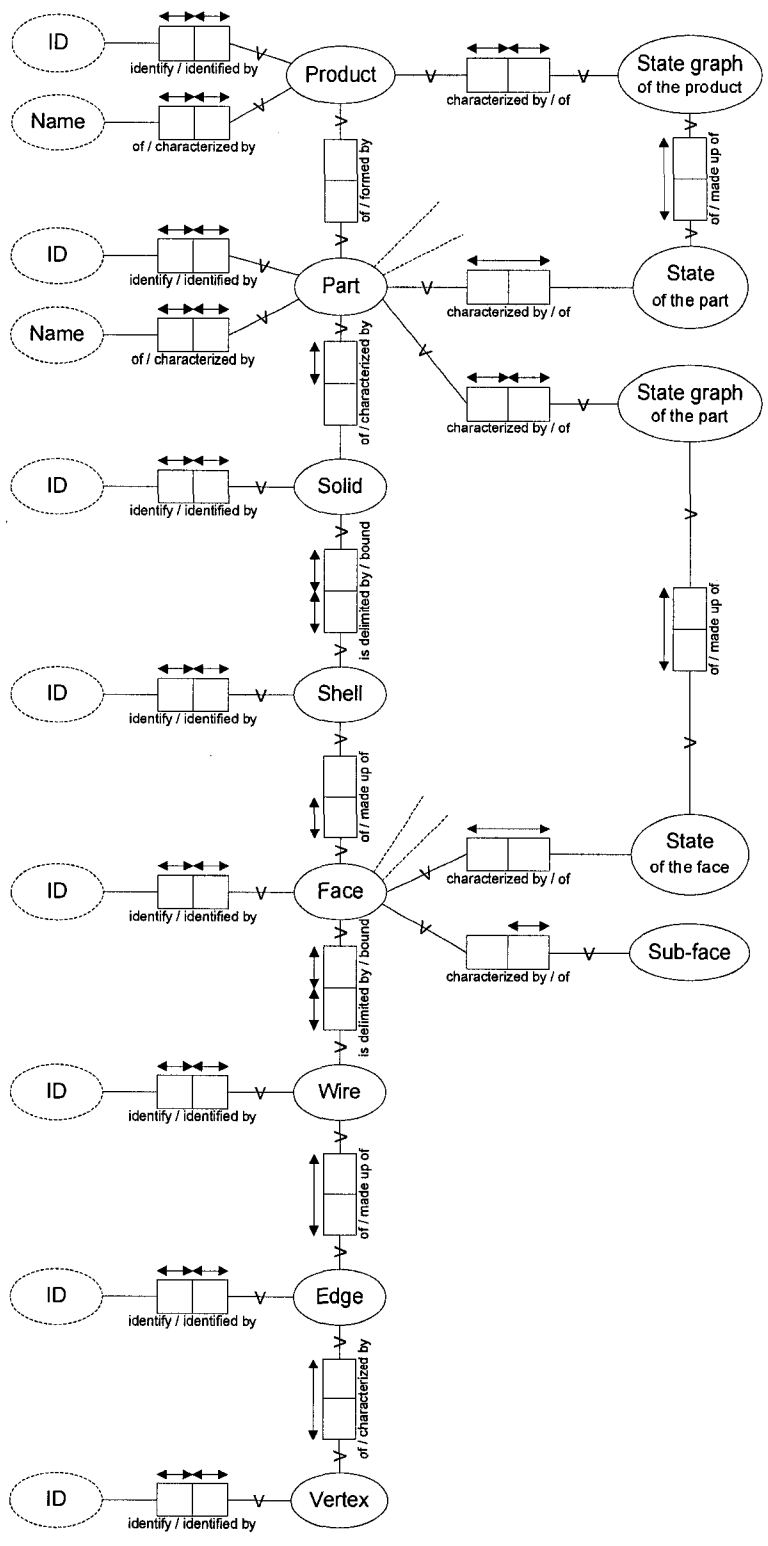 ID
identify / identified by
Product
characterized by / of
State graph
of the product
Name
of / characterized by
of / formed by
of / made up of
ID
identify / identified by
Part
characterized by / of
State
of the part
Name
of / characterized by
of / characterized by
characterized by / of
State graph
of the part
ID
identify / identified by
Solid
is delimited by / bound
of / made up of
ID
identify / identified by
Shell
of / made up of
ID
identify / identified by
Face
characterized by / of
State
of the face
is delimited by / bound
characterized by / of
Sub-face
ID
identify / identified by
Wire
of / made up of
ID
identify / identified by
Edge
of / characterized by
ID
identify / identified by
Vertex